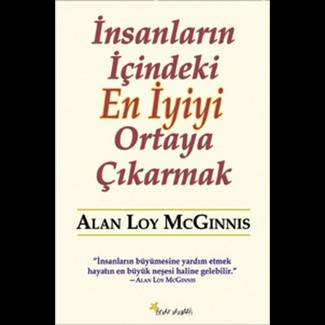 İnsanların
İçindeki
En İyiyi
Ortaya
Çıkarmak
ALAN LOY MCGINNIS
"İnsanların büyümesine yardım etmek
hayatın en büyük neşesi haline gelebilir."
—ALAN LOY MCGINNIS